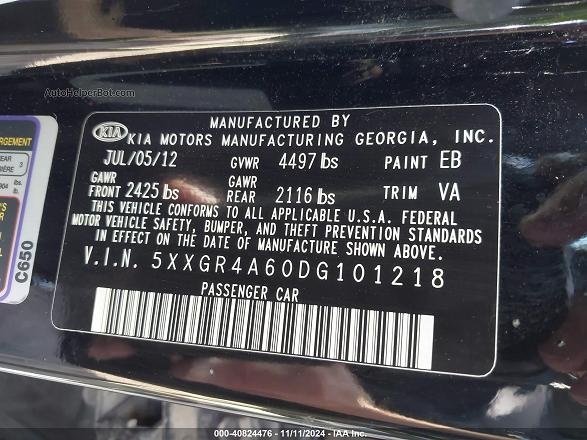 AutoHelperBot.com
MANUFACTURED BY
KIA KIA MOTORS MANUFACTURING GEORGIA, INC.
JUL/05/12 GVWR 4497 lbs PAINT EB
GAWR FRONT 2425 lbs GAWR REAR 2116 lbs TRIM VA
THIS VEHICLE CONFORMS TO ALL APPLICABLE U.S.A. FEDERAL
MOTOR VEHICLE SAFETY, BUMPER, AND THEFT PREVENTION STANDARDS
IN EFFECT ON THE DATE OF MANUFACTURE SHOWN ABOVE.
V.I.N. 5XXGR4A60DG101218
PASSENGER CAR
C650
000-40824476 - 11/11/2024 - IAA Inc.